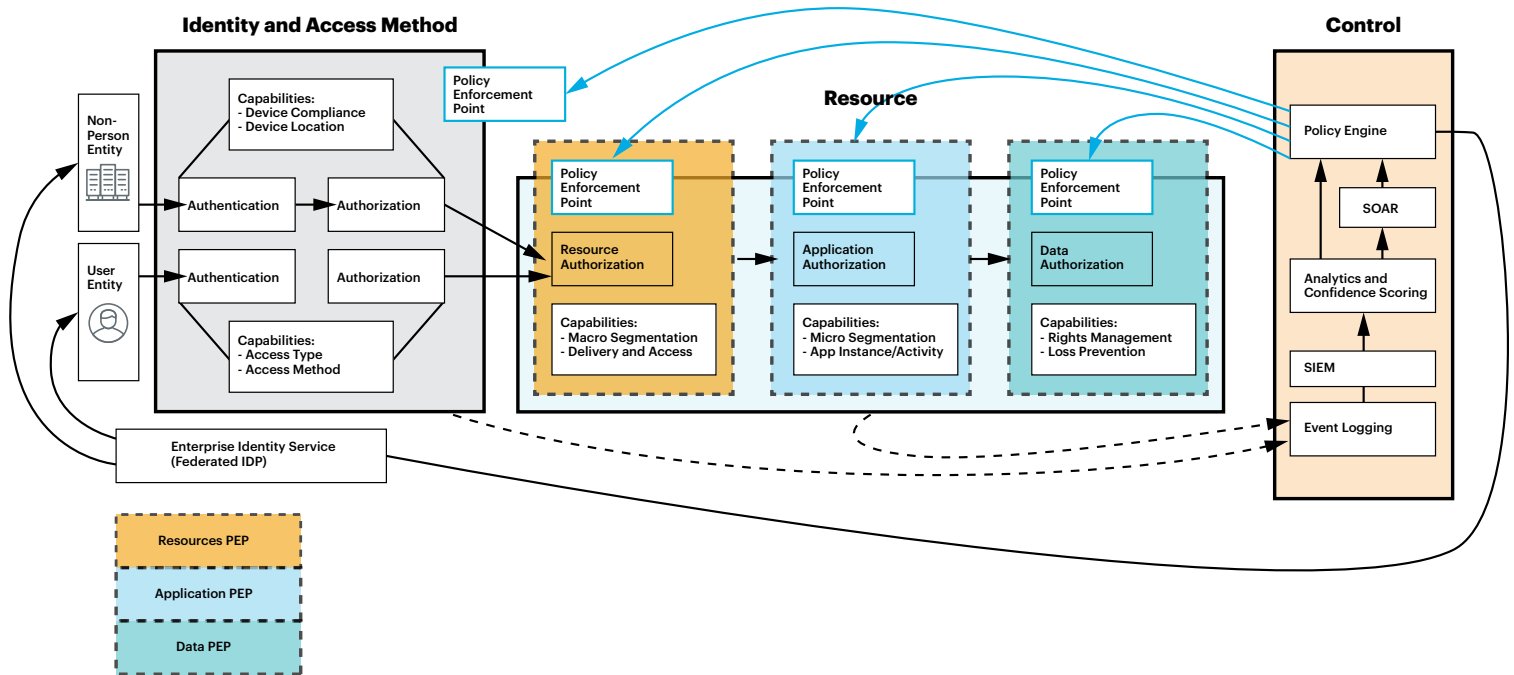 Identity and Access Method
Control
Resource
Non-
Person
Entity
User
Entity
Capabilities:
- Device Compliance
- Device Location
Authentication
Authorization
Authentication
Authorization
Capabilities:
- Access Type
- Access Method
Policy
Enforcement
Point
Policy
Enforcement
Point
Resource
Authorization
Capabilities:
- Macro Segmentation
- Delivery and Access
Policy
Enforcement
Point
Application
Authorization
Capabilities:
- Micro Segmentation
- App Instance/Activity
Policy
Enforcement
Point
Data
Authorization
Capabilities:
- Rights Management
- Loss Prevention
Policy Engine
SOAR
Analytics and
Confidence Scoring
SIEM
Event Logging
Enterprise Identity Service
(Federated IDP)
Resources PEP
Application PEP
Data PEP